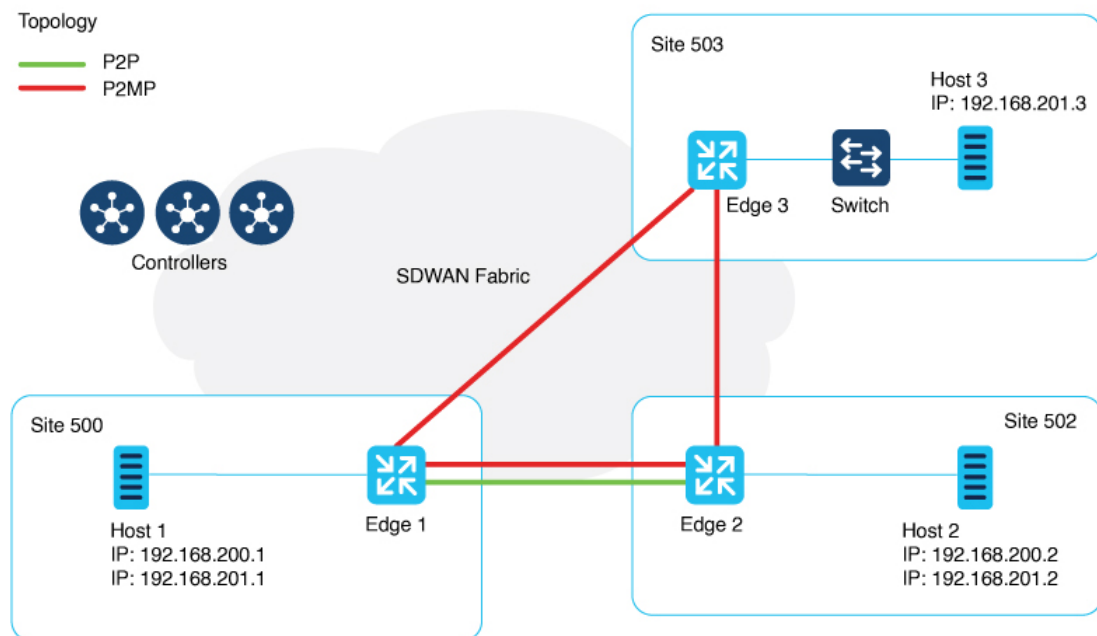 Topology
P2P
P2MP
Site 503
Host 3
IP: 192.168.201.3
Edge 3
Switch
Controllers
SDWAN Fabric
Site 500
Host 1
IP: 192.168.200.1
IP: 192.168.201.1
Edge 1
Site 502
Edge 2
Host 2
IP: 192.168.200.2
IP: 192.168.201.2